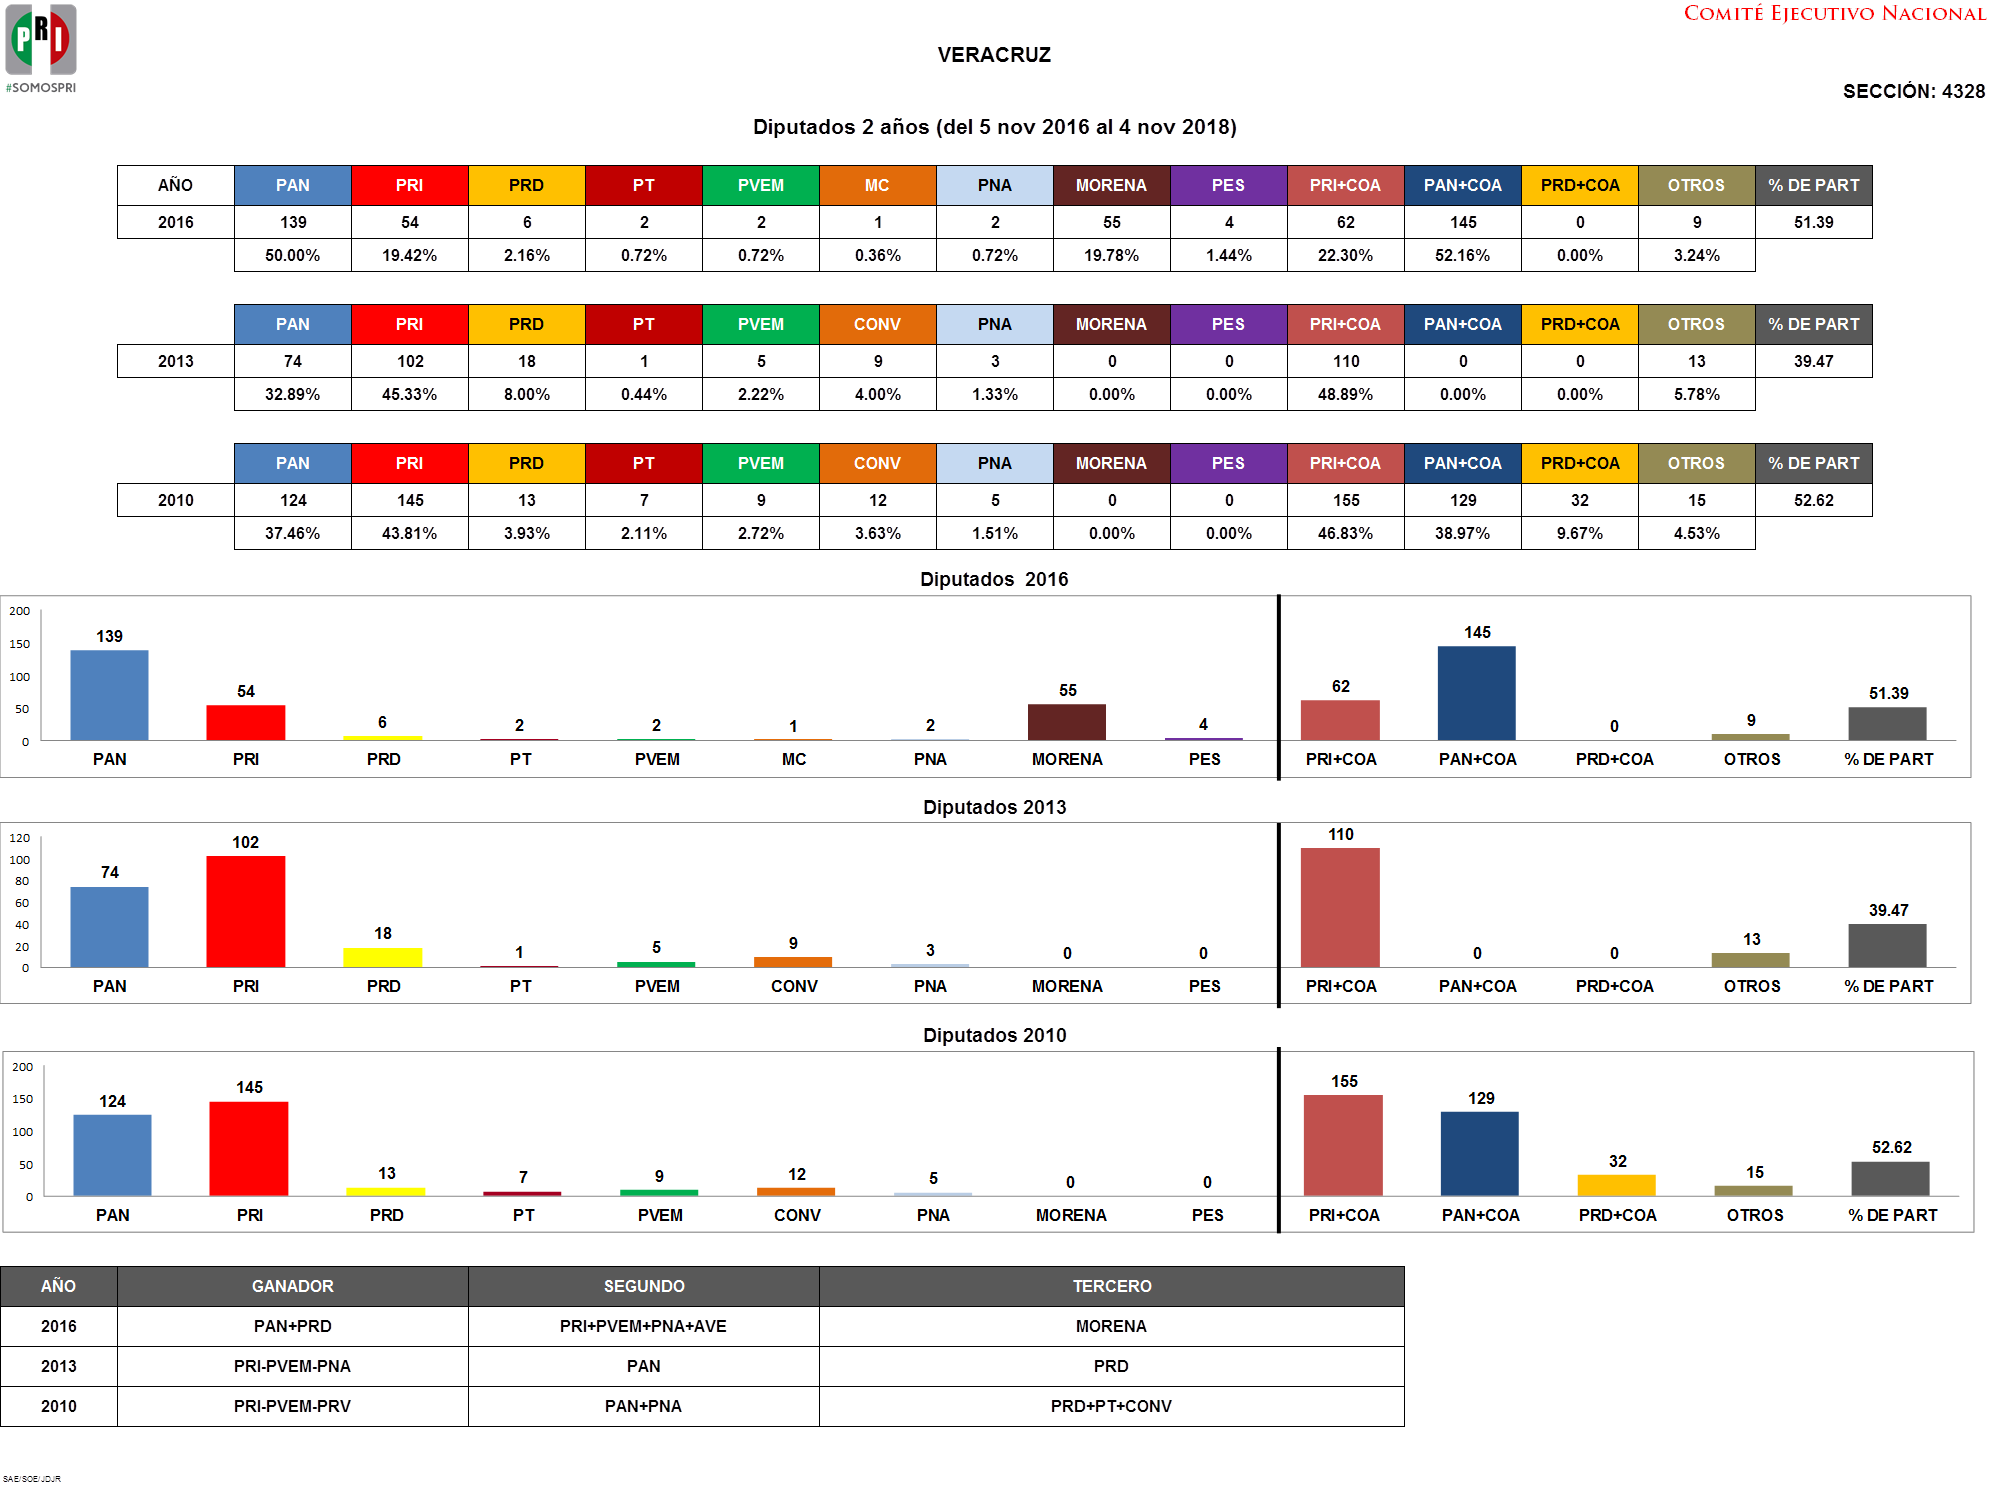 PRI
#SOMOSPRI
COMITÉ EJECUTIVO NACIONAL
VERACRUZ
SECCIÓN: 4328
Diputados 2 años (del 5 nov 2016 al 4 nov 2018)
AÑO PAN PRI PRD PT PVEM MC PNA MORENA PES PRI+COA PAN+COA PRD+COA OTROS % DE PART
2016 139 54 6 2 2 1 2 55 4 62 145 0 9 51.39
50.00% 19.42% 2.16% 0.72% 0.72% 0.36% 0.72% 19.78% 1.44% 22.30% 52.16% 0.00% 3.24%
PAN PRI PRD PT PVEM CONV PNA MORENA PES PRI+COA PAN+COA PRD+COA OTROS % DE PART
2013 74 102 18 1 5 9 3 0 0 110 0 0 13 39.47
32.89% 45.33% 8.00% 0.44% 2.22% 4.00% 1.33% 0.00% 0.00% 48.89% 0.00% 0.00% 5.78%
PAN PRI PRD PT PVEM CONV PNA MORENA PES PRI+COA PAN+COA PRD+COA OTROS % DE PART
2010 124 145 13 7 9 12 5 0 0 155 129 32 15 52.62
37.46% 43.81% 3.93% 2.11% 2.72% 3.63% 1.51% 0.00% 0.00% 46.83% 38.97% 9.67% 4.53%
Diputados 2016
200
150
100
50
0
139 54 6 2 2 1 2 55 4 62 145 0 9 51.39
PAN PRI PRD PT PVEM MC PNA MORENA PES PRI+COA PAN+COA PRD+COA OTROS % DE PART
Diputados 2013
120
100
80
60
40
20
0
74 102 18 1 5 9 3 0 0 110 0 0 13 39.47
PAN PRI PRD PT PVEM CONV PNA MORENA PES PRI+COA PAN+COA PRD+COA OTROS % DE PART
Diputados 2010
200
150
100
50
0
124 145 13 7 9 12 5 0 0 155 129 32 15 52.62
PAN PRI PRD PT PVEM CONV PNA MORENA PES PRI+COA PAN+COA PRD+COA OTROS % DE PART
AÑO GANADOR SEGUNDO TERCERO
2016 PAN+PRD PRI+PVEM+PNA+AVE MORENA
2013 PRI-PVEM-PNA PAN PRD
2010 PRI-PVEM-PRV PAN+PNA PRD+PT+CONV
SAE/SOE/JDJR